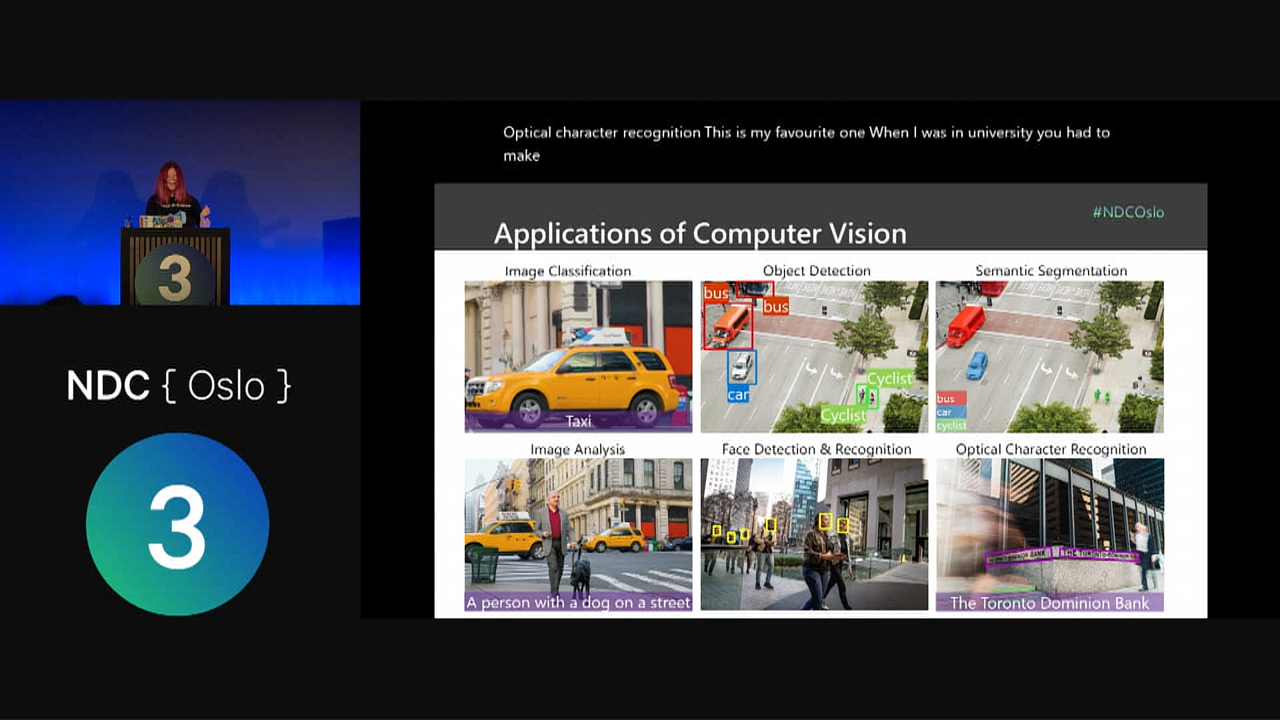 Optical character recognition This is my favourite one When I was in university you had to
make
#NDCOslo
Applications of Computer Vision
Image Classification
Object Detection
Semantic Segmentation
Taxi
bus
bus
car
Cyclist
Cyclist
bus
car
cyclist
Image Analysis
Face Detection & Recognition
Optical Character Recognition
A person with a dog on a street
THE TORONTO-DOMINION
The Toronto Dominion Bank
3
NDC { Oslo }
3